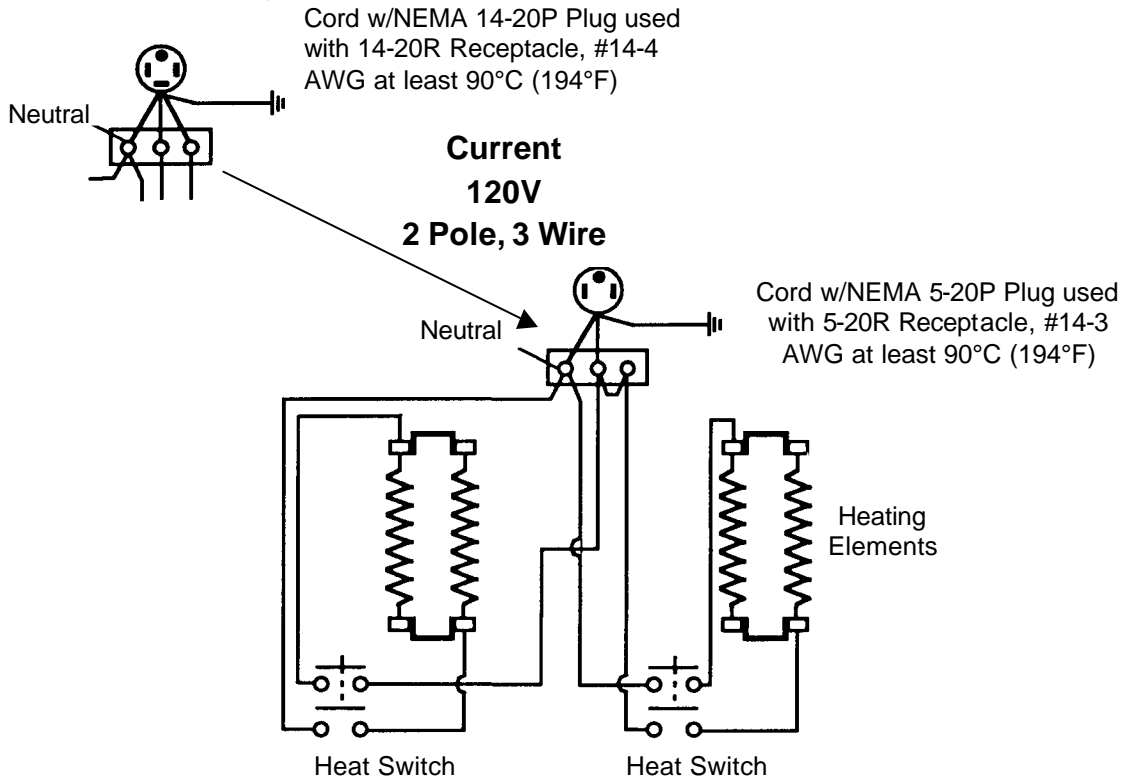 Cord w/NEMA 14-20P Plug used
with 14-20R Receptacle, #14-4
AWG at least 90°C (194°F)
Neutral
Current
120V
2 Pole, 3 Wire
Cord w/NEMA 5-20P Plug used
with 5-20R Receptacle, #14-3
AWG at least 90°C (194°F)
Neutral
Heating
Elements
Heat Switch
Heat Switch